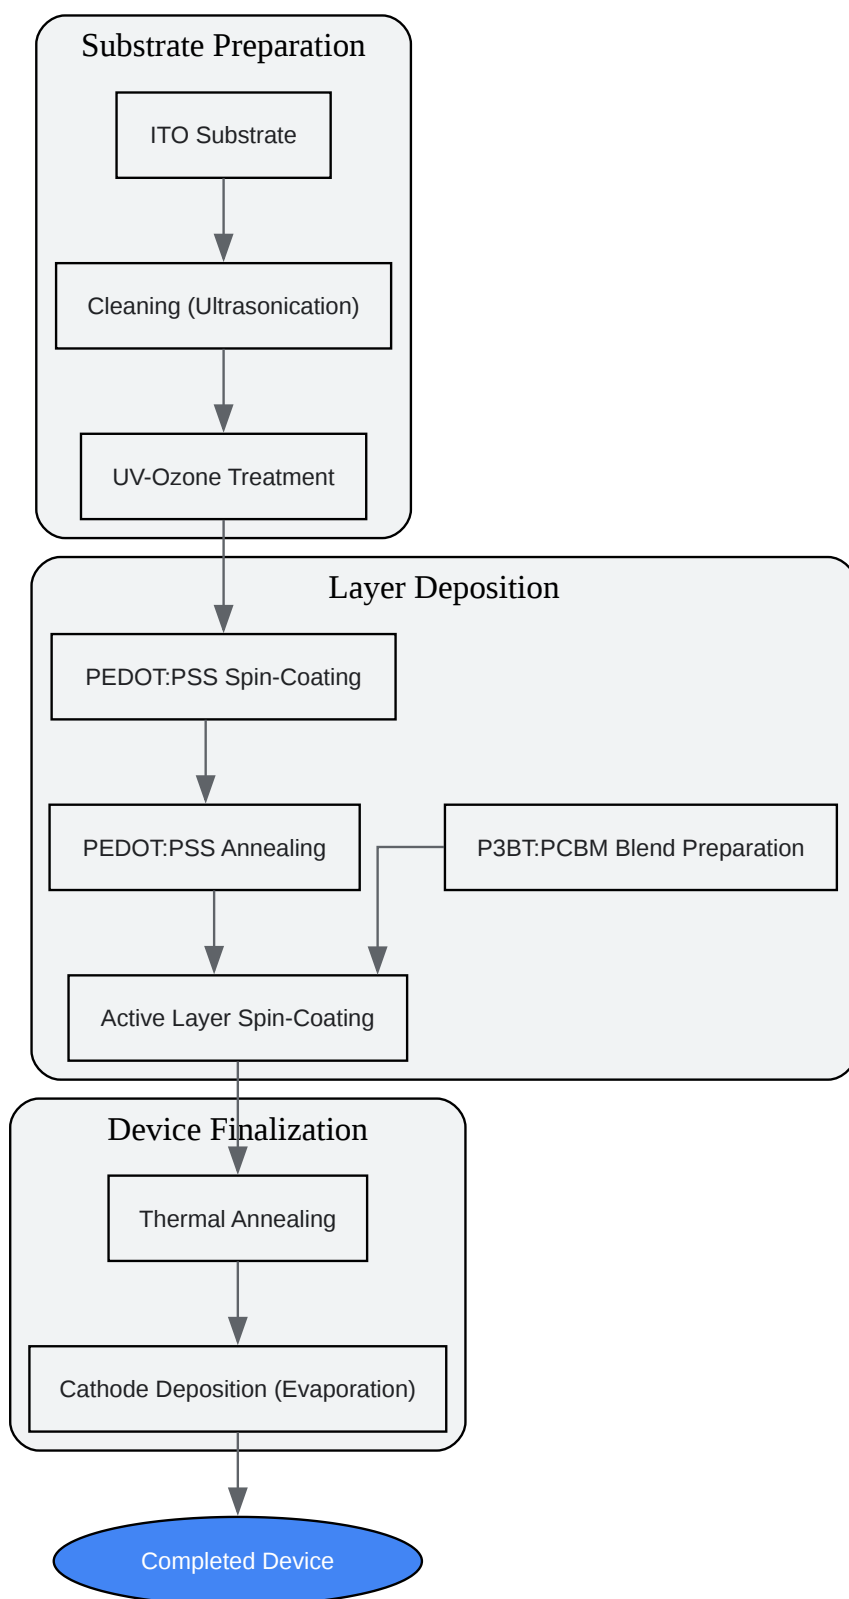 Substrate Preparation
ITO Substrate
Cleaning (Ultrasonication)
UV-Ozone Treatment
Layer Deposition
PEDOT:PSS Spin-Coating
PEDOT:PSS Annealing
P3BT:PCBM Blend Preparation
Active Layer Spin-Coating
Device Finalization
Thermal Annealing
Cathode Deposition (Evaporation)
Completed Device